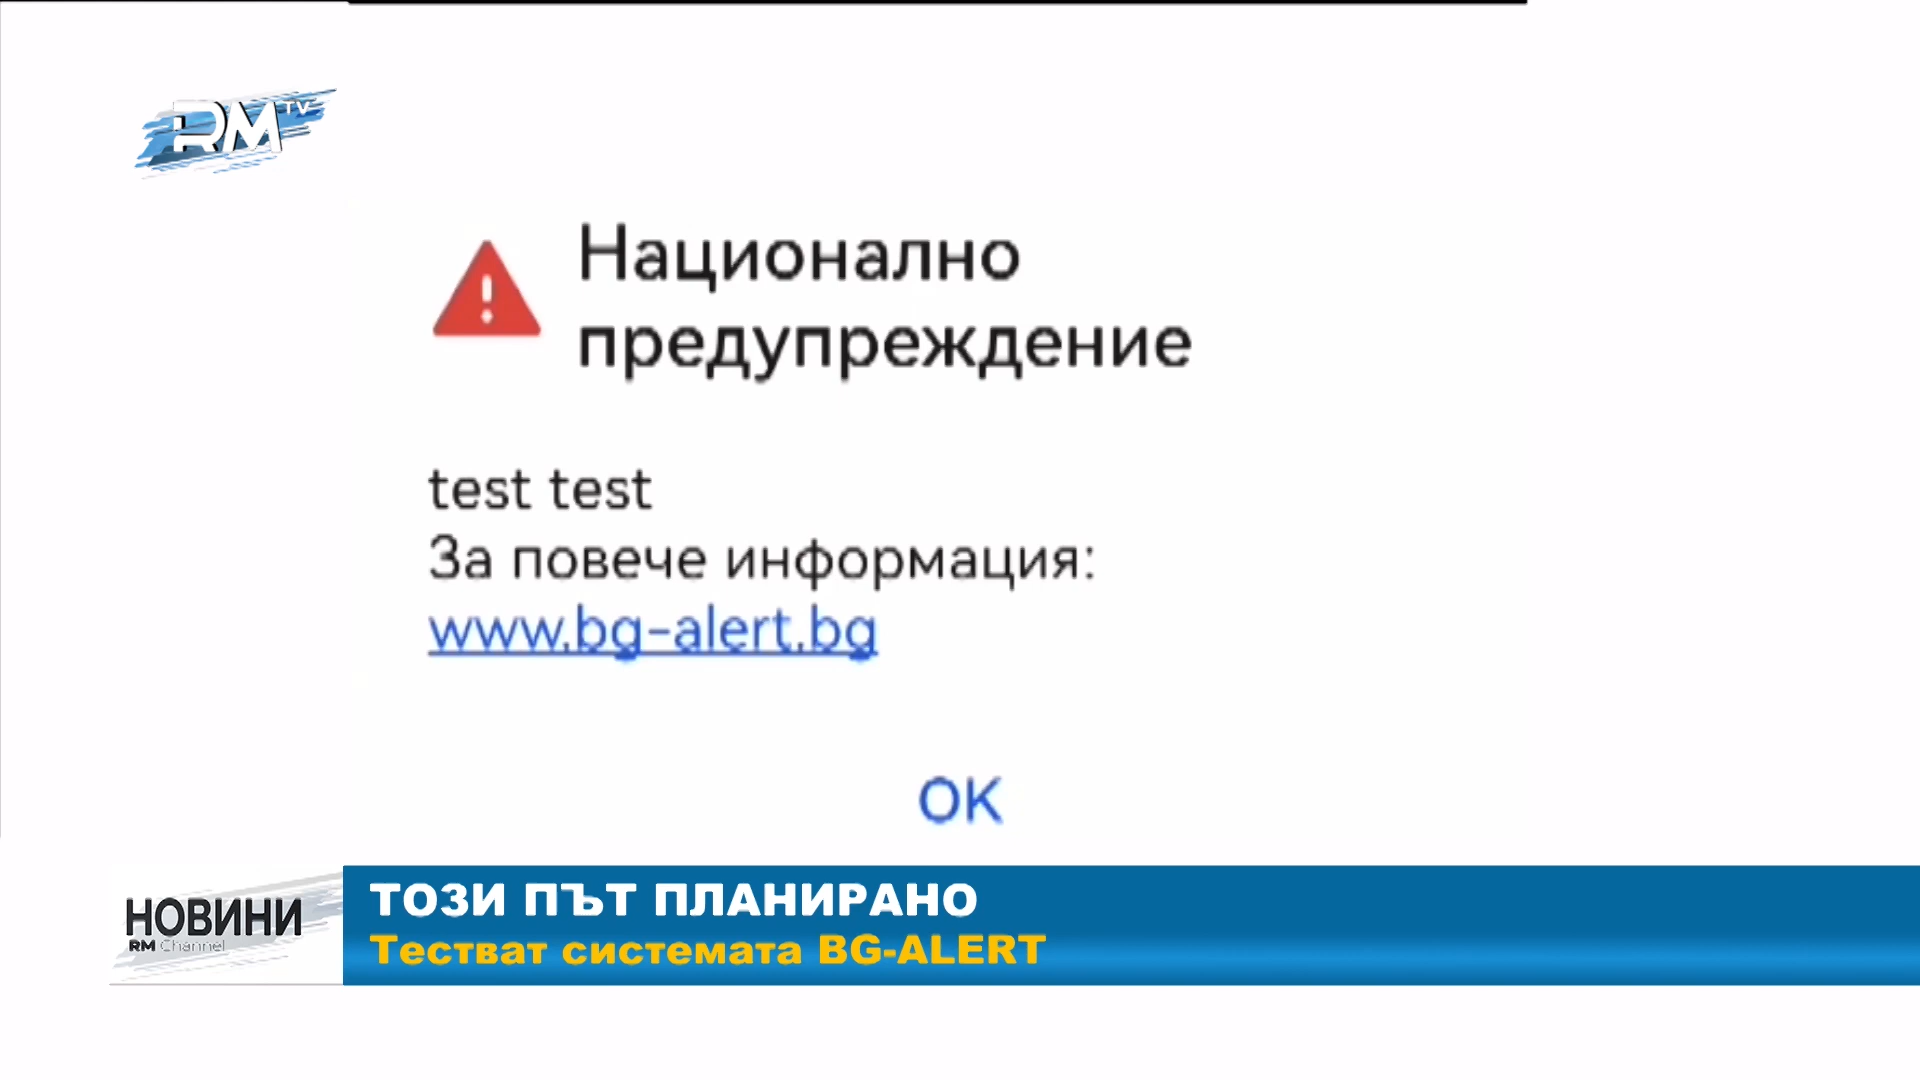 RM TV
Национално
предупреждение
test test
За повече информация:
www.bg-alert.bg
OK
НОВИНИ
RM Channel
ТОЗИ ПЪТ ПЛАНИРАНО
Тестват системата BG-ALERT